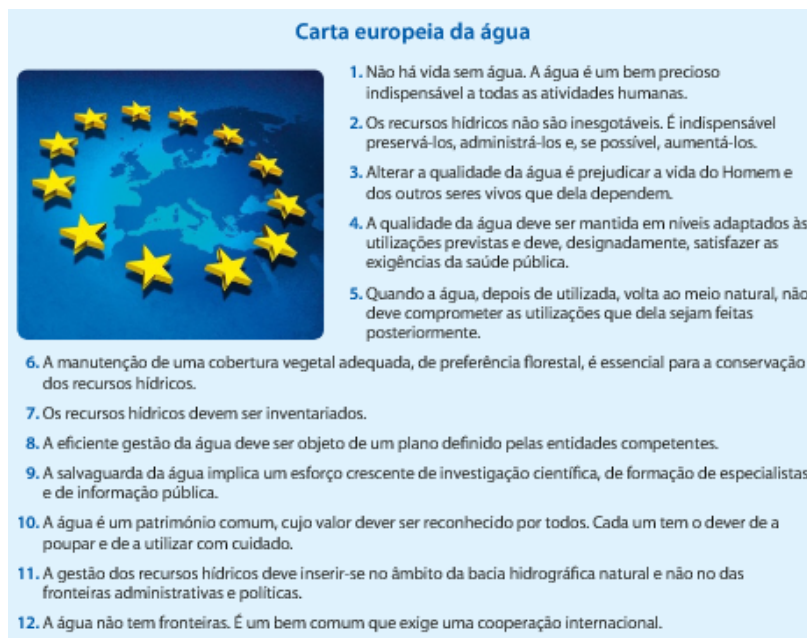 Carta europeia da água
1. Não há vida sem água. A água é um bem precioso
indispensável a todas as atividades humanas.
2. Os recursos hídricos não são inesgotáveis. É indispensável
preservá-los, administrá-los e, se possível, aumentá-los.
3. Alterar a qualidade da água é prejudicar a vida do Homem e
dos outros seres vivos que dela dependem.
4. A qualidade da água deve ser mantida em níveis adaptados às
utilizações previstas e deve, designadamente, satisfazer as
exigências da saúde pública.
5. Quando a água, depois de utilizada, volta ao meio natural, não
deve comprometer as utilizações que dela sejam feitas
posteriormente.
6. A manutenção de uma cobertura vegetal adequada, de preferência florestal, é essencial para a conservação
dos recursos hídricos.
7. Os recursos hídricos devem ser inventariados.
8. A eficiente gestão da água deve ser objeto de um plano definido pelas entidades competentes.
9. A salvaguarda da água implica um esforço crescente de investigação científica, de formação de especialistas
e de informação pública.
10. A água é um património comum, cujo valor dever ser reconhecido por todos. Cada um tem o dever de a
poupar e de a utilizar com cuidado.
11. A gestão dos recursos hídricos deve inserir-se no âmbito da bacia hidrográfica natural e não no das
fronteiras administrativas e políticas.
12. A água não tem fronteiras. É um bem comum que exige uma cooperação internacional.